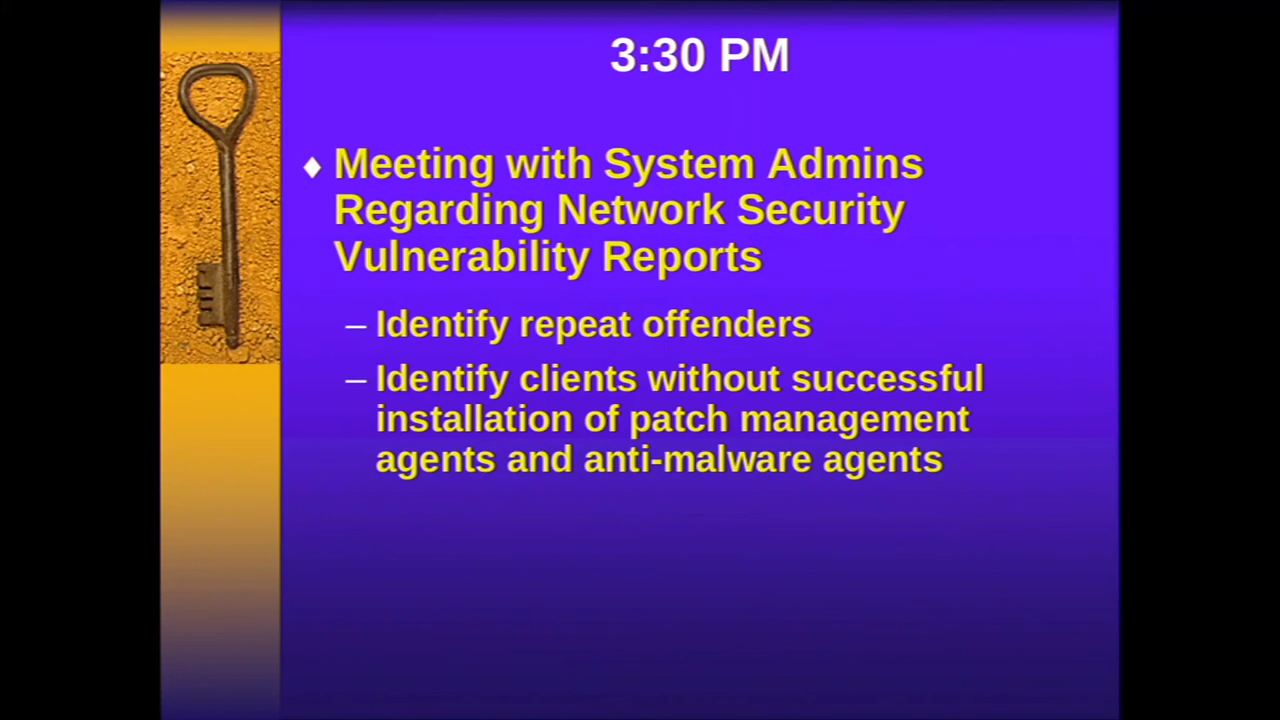 3:30 PM
♦ Meeting with System Admins
Regarding Network Security
Vulnerability Reports
– Identify repeat offenders
– Identify clients without successful
installation of patch management
agents and anti-malware agents